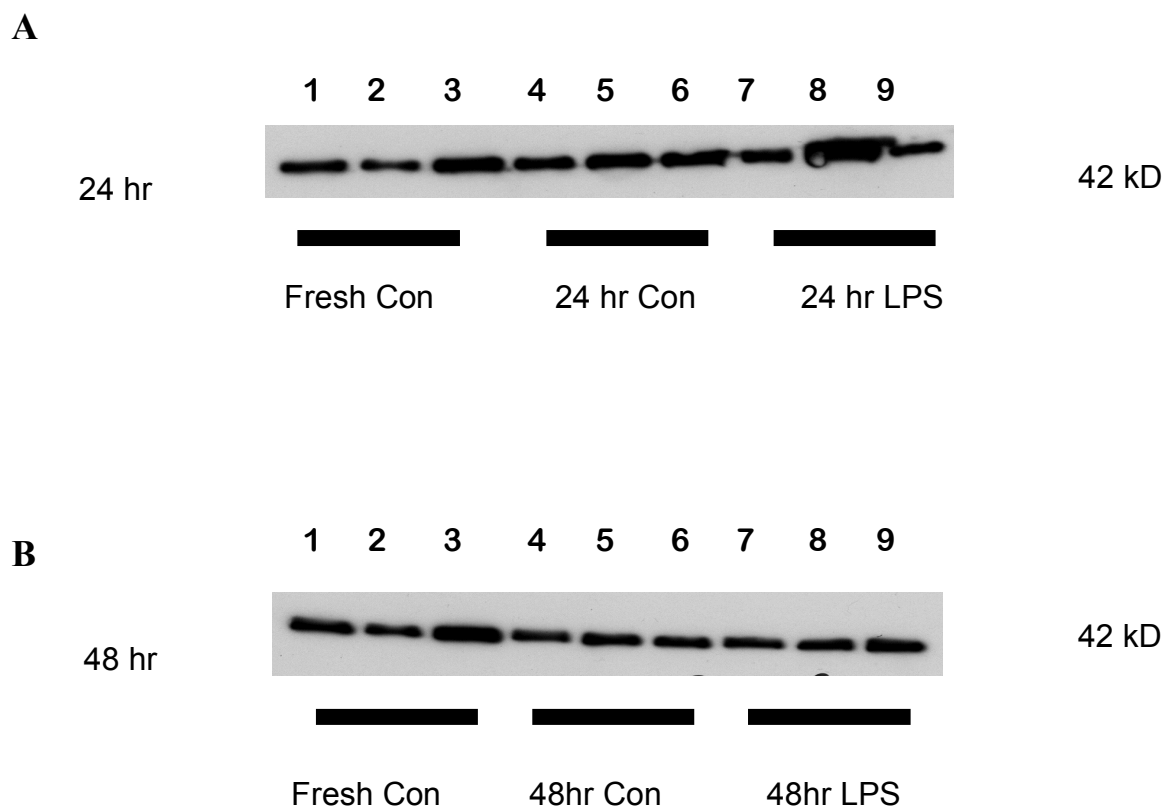 A
1 2 3 4 5 6 7 8 9
24 hr
42 kD
Fresh Con 24 hr Con 24 hr LPS
1 2 3 4 5 6 7 8 9
B
48 hr
42 kD
Fresh Con 48hr Con 48hr LPS